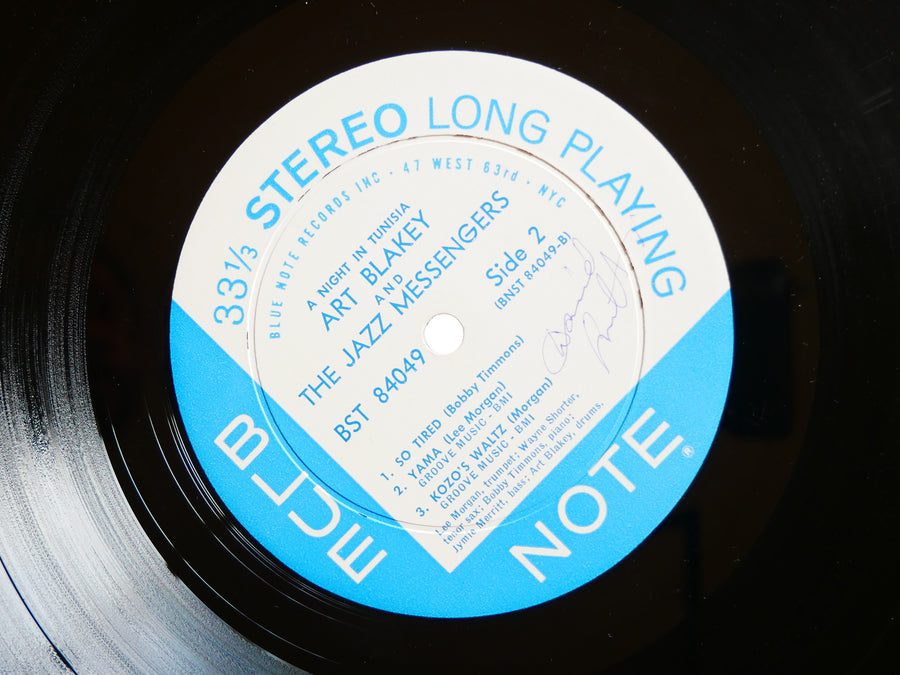 33 1/3 STEREO LONG PLAYING
BLUE NOTE RECORDS INC • 47 WEST 63rd • NYC
A NIGHT IN TUNISIA
ART BLAKEY
AND
THE JAZZ MESSENGERS
BST 84049
Side 2
(BNST 84049-B)
1. SO TIRED (Bobby Timmons)
2. YAMA (Lee Morgan)
GROOVE MUSIC - BMI
3. KOZO'S WALTZ (Morgan)
GROOVE MUSIC - BMI
Lee Morgan, trumpet; Wayne Shorter,
tenor sax; Bobby Timmons, piano;
Jymie Merritt, bass; Art Blakey, drums.
BLUE NOTE®